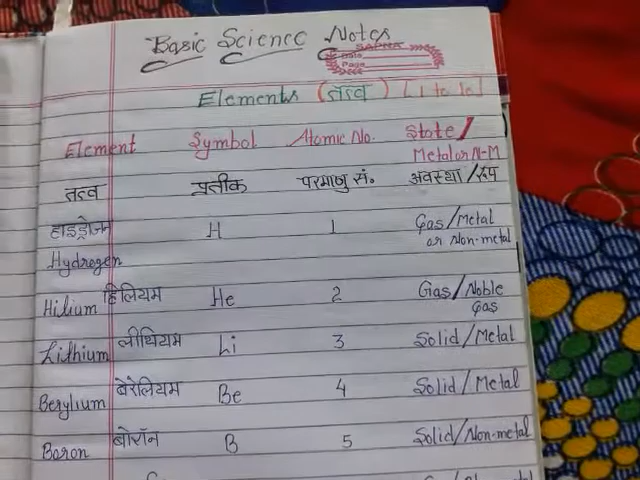 Basic Science Notes
SAPNA
Date
Page
Elements (तत्त्व) [1 to 10]
Element Symbol Atomic No. State/
Metal or N-M
तत्व प्रतीक परमाणु सं. अवस्था/रूप
हाइड्रोजन H 1 Gas/Metal
or Non-metal
Hydrogen
Hilium हिलियम He 2 Gas/Noble
Gas
Lithium लीथियम Li 3 Solid/Metal
Berylium बेरेलियम Be 4 Solid/Metal
Boron बोरॉन B 5 Solid/Non-metal